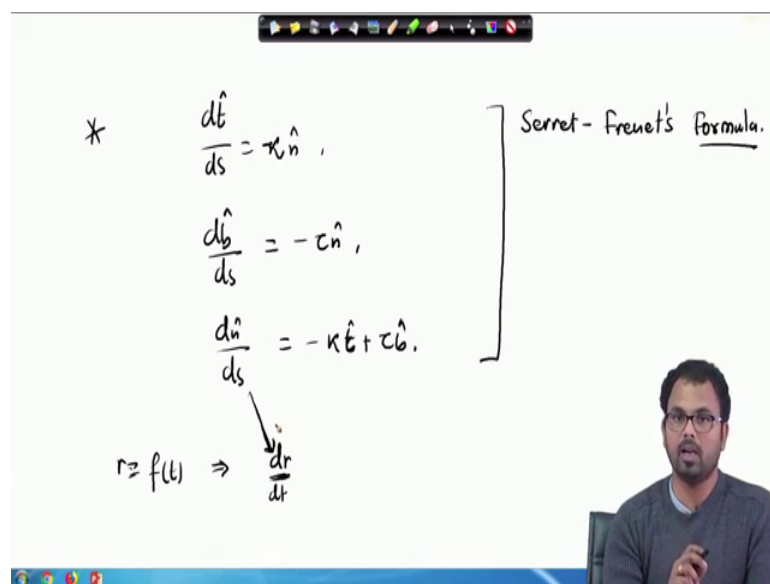 * dt̂/ds = κn̂,
Serret - Frenet's Formula.
db̂/ds = -τn̂,
dn̂/ds = -κt̂ + τb̂.
r = f(t) ⇒ dr/dt